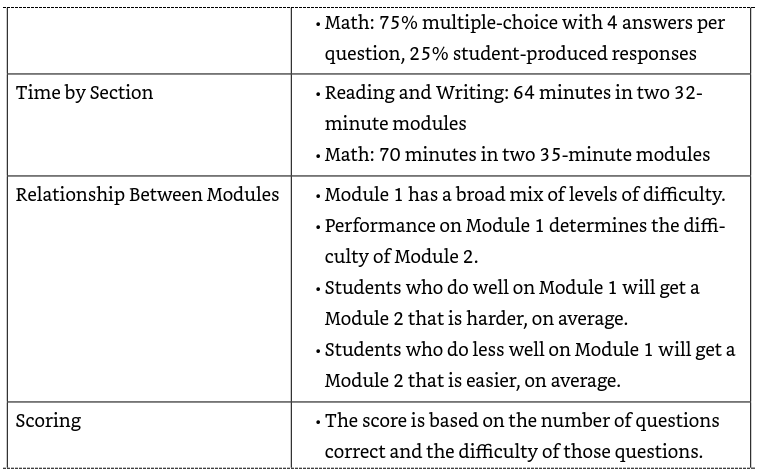 • Math: 75% multiple-choice with 4 answers per
question, 25% student-produced responses
Time by Section
• Reading and Writing: 64 minutes in two 32-
minute modules
• Math: 70 minutes in two 35-minute modules
Relationship Between Modules
• Module 1 has a broad mix of levels of difficulty.
• Performance on Module 1 determines the diffi-
culty of Module 2.
• Students who do well on Module 1 will get a
Module 2 that is harder, on average.
• Students who do less well on Module 1 will get a
Module 2 that is easier, on average.
Scoring
• The score is based on the number of questions
correct and the difficulty of those questions.